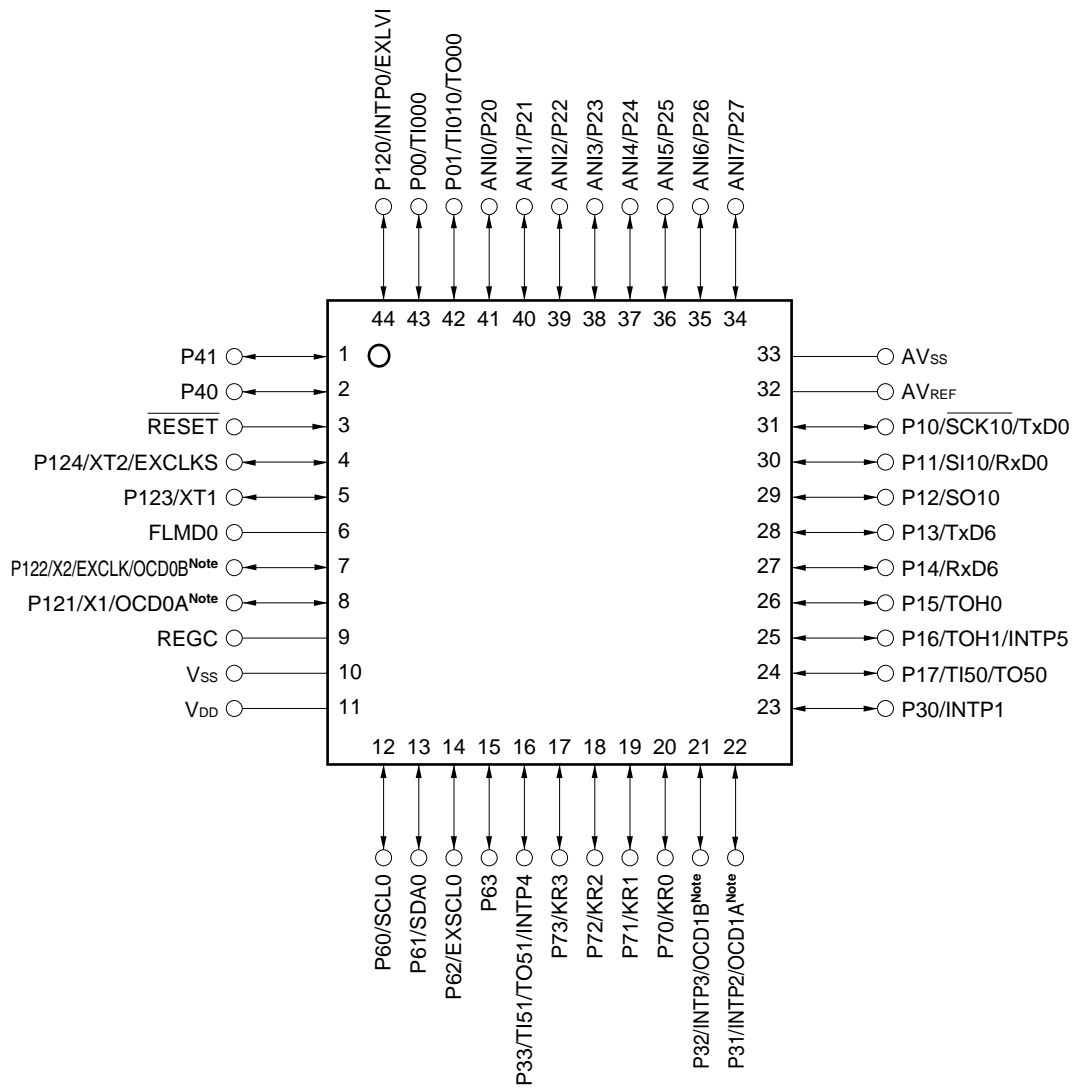 P120/INTP0/EXLVI
P00/TI000
P01/TI010/TO00
ANI0/P20
ANI1/P21
ANI2/P22
ANI3/P23
ANI4/P24
ANI5/P25
ANI6/P26
ANI7/P27
44 43 42 41 40 39 38 37 36 35 34
P41 1
P40 2
RESET 3
P124/XT2/EXCLKS 4
P123/XT1 5
FLMD0 6
P122/X2/EXCLK/OCD0BNote 7
P121/X1/OCD0ANote 8
REGC 9
VSS 10
VDD 11
33 AVSS
32 AVREF
31 P10/SCK10/TxD0
30 P11/SI10/RxD0
29 P12/SO10
28 P13/TxD6
27 P14/RxD6
26 P15/TOH0
25 P16/TOH1/INTP5
24 P17/TI50/TO50
23 P30/INTP1
12 13 14 15 16 17 18 19 20 21 22
P60/SCL0
P61/SDA0
P62/EXSCL0
P63
P33/TI51/TO51/INTP4
P73/KR3
P72/KR2
P71/KR1
P70/KR0
P32/INTP3/OCD1BNote
P31/INTP2/OCD1ANote